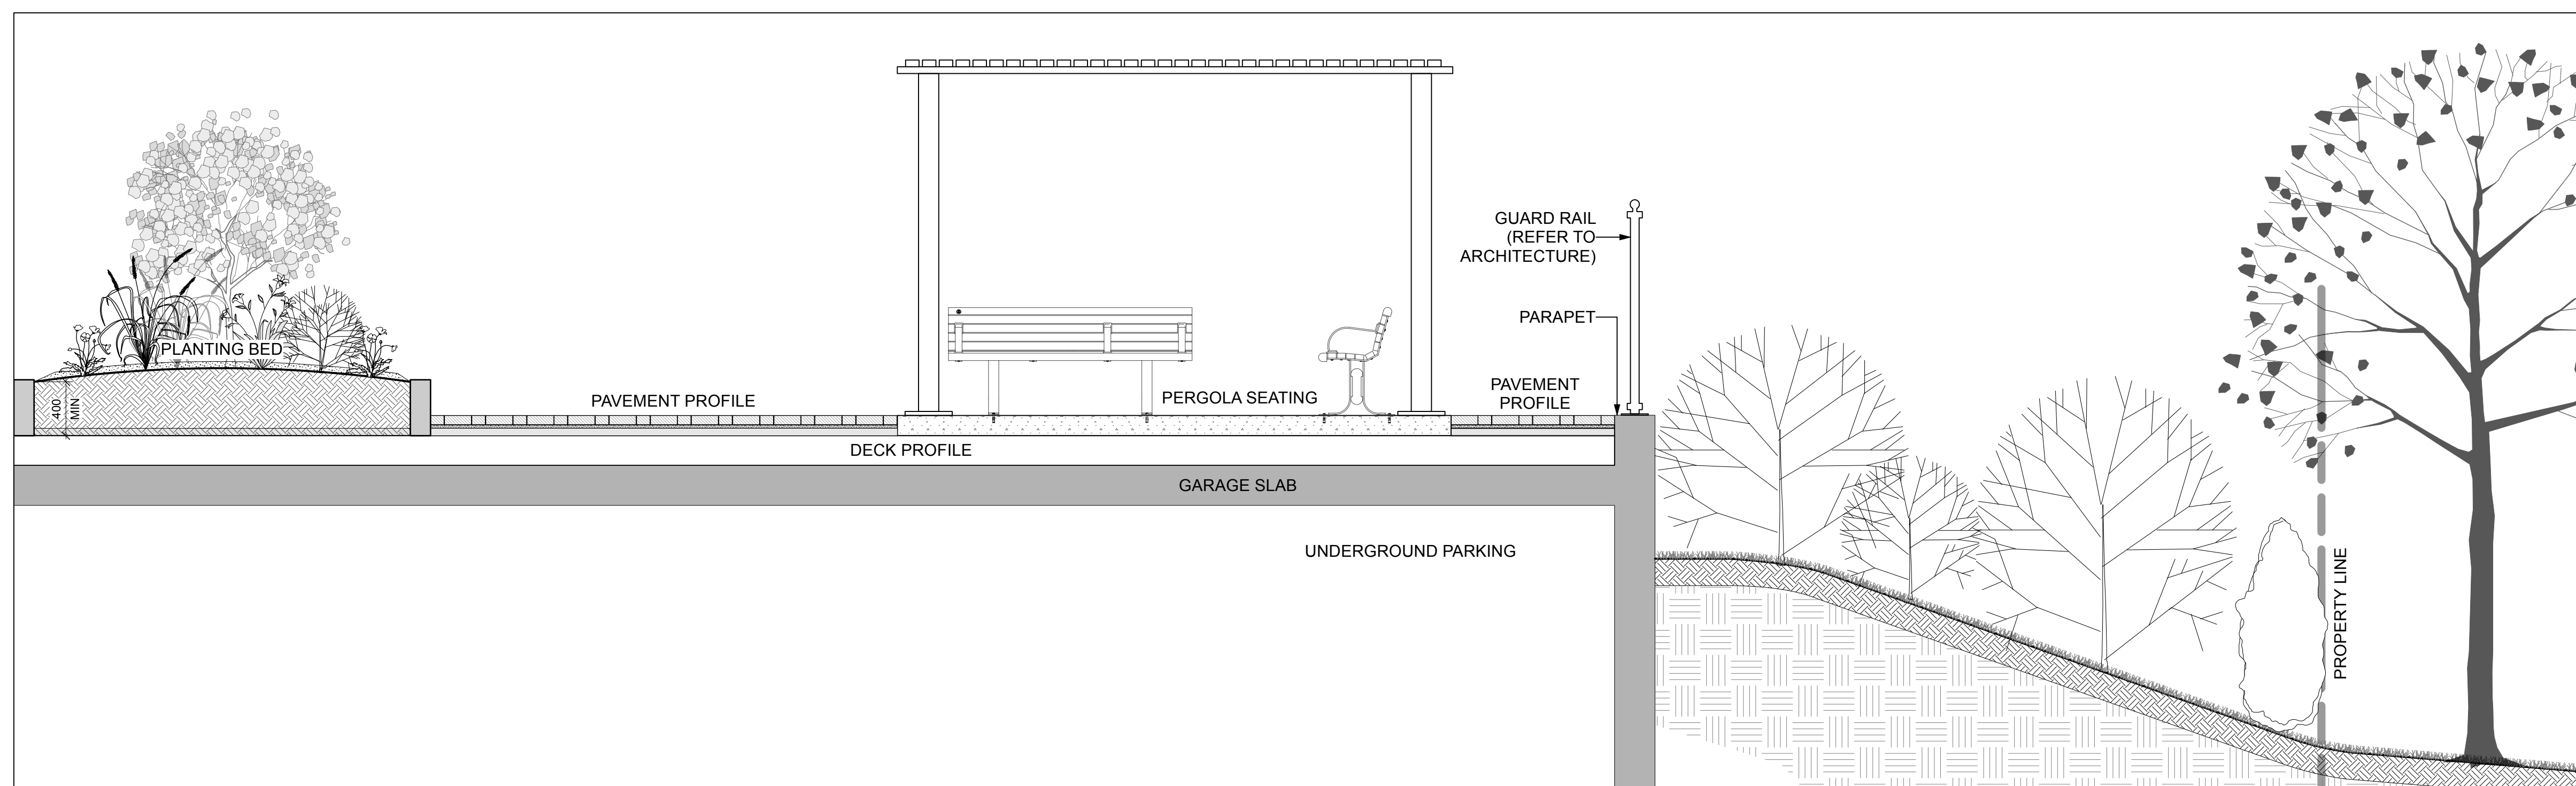 GUARD RAIL
(REFER TO
ARCHITECTURE)
PARAPET
PLANTING BED
400
MIN
PAVEMENT PROFILE
PERGOLA SEATING
PAVEMENT
PROFILE
DECK PROFILE
GARAGE SLAB
UNDERGROUND PARKING
PROPERTY LINE